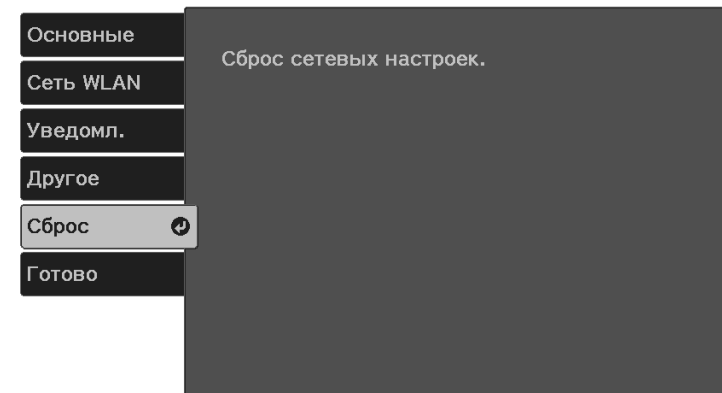 Основные
Сеть WLAN
Уведомл.
Другое
Сброс
Готово
Сброс сетевых настроек.